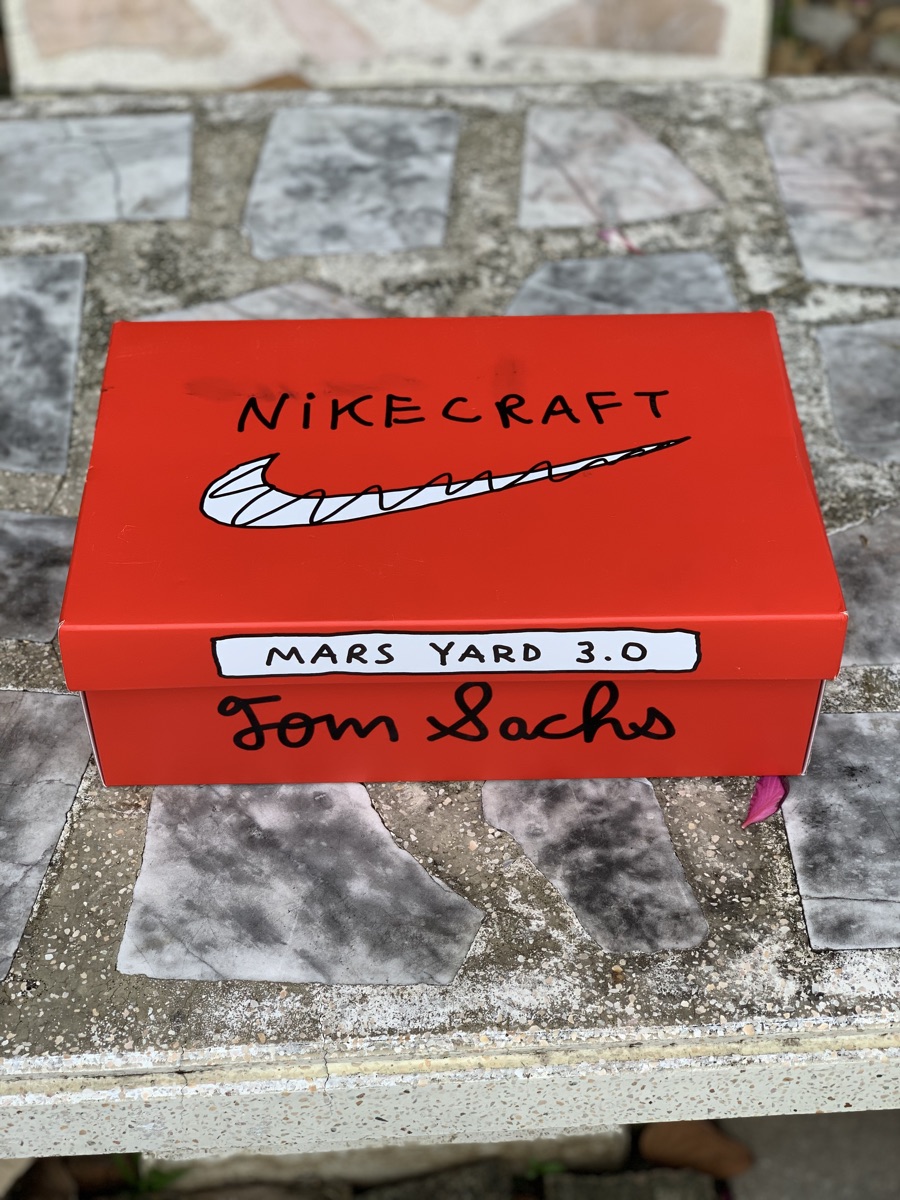 NiKECRAFT
MARS YARD 3.0
Tom Sachs